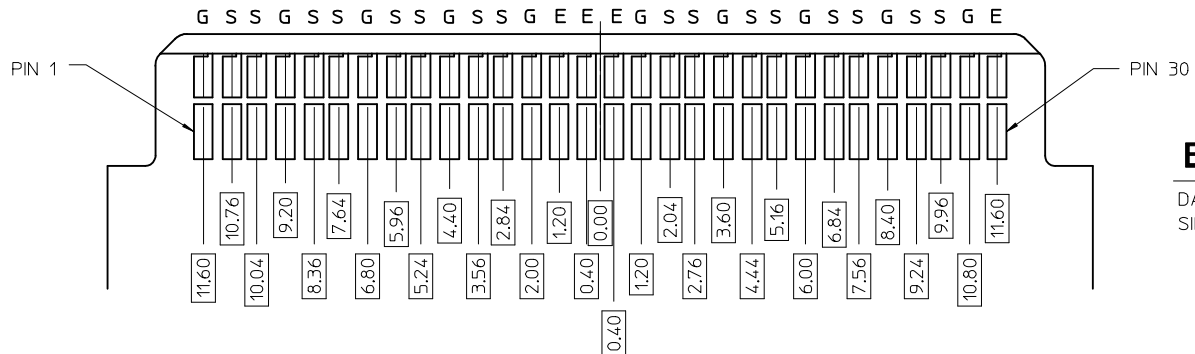 G S S G S S G S S G S S G E E E G S S G S S G S S G S S G E
PIN 1
PIN 30
E
DA
SI
10.76 9.20 7.64 5.96 4.40 2.84 1.20 0.00 2.04 3.60 5.16 6.84 8.40 9.96 11.60
11.60 10.04 8.36 6.80 5.24 3.56 2.00 0.40 1.20 2.76 4.44 6.00 7.56 9.24 10.80
0.40